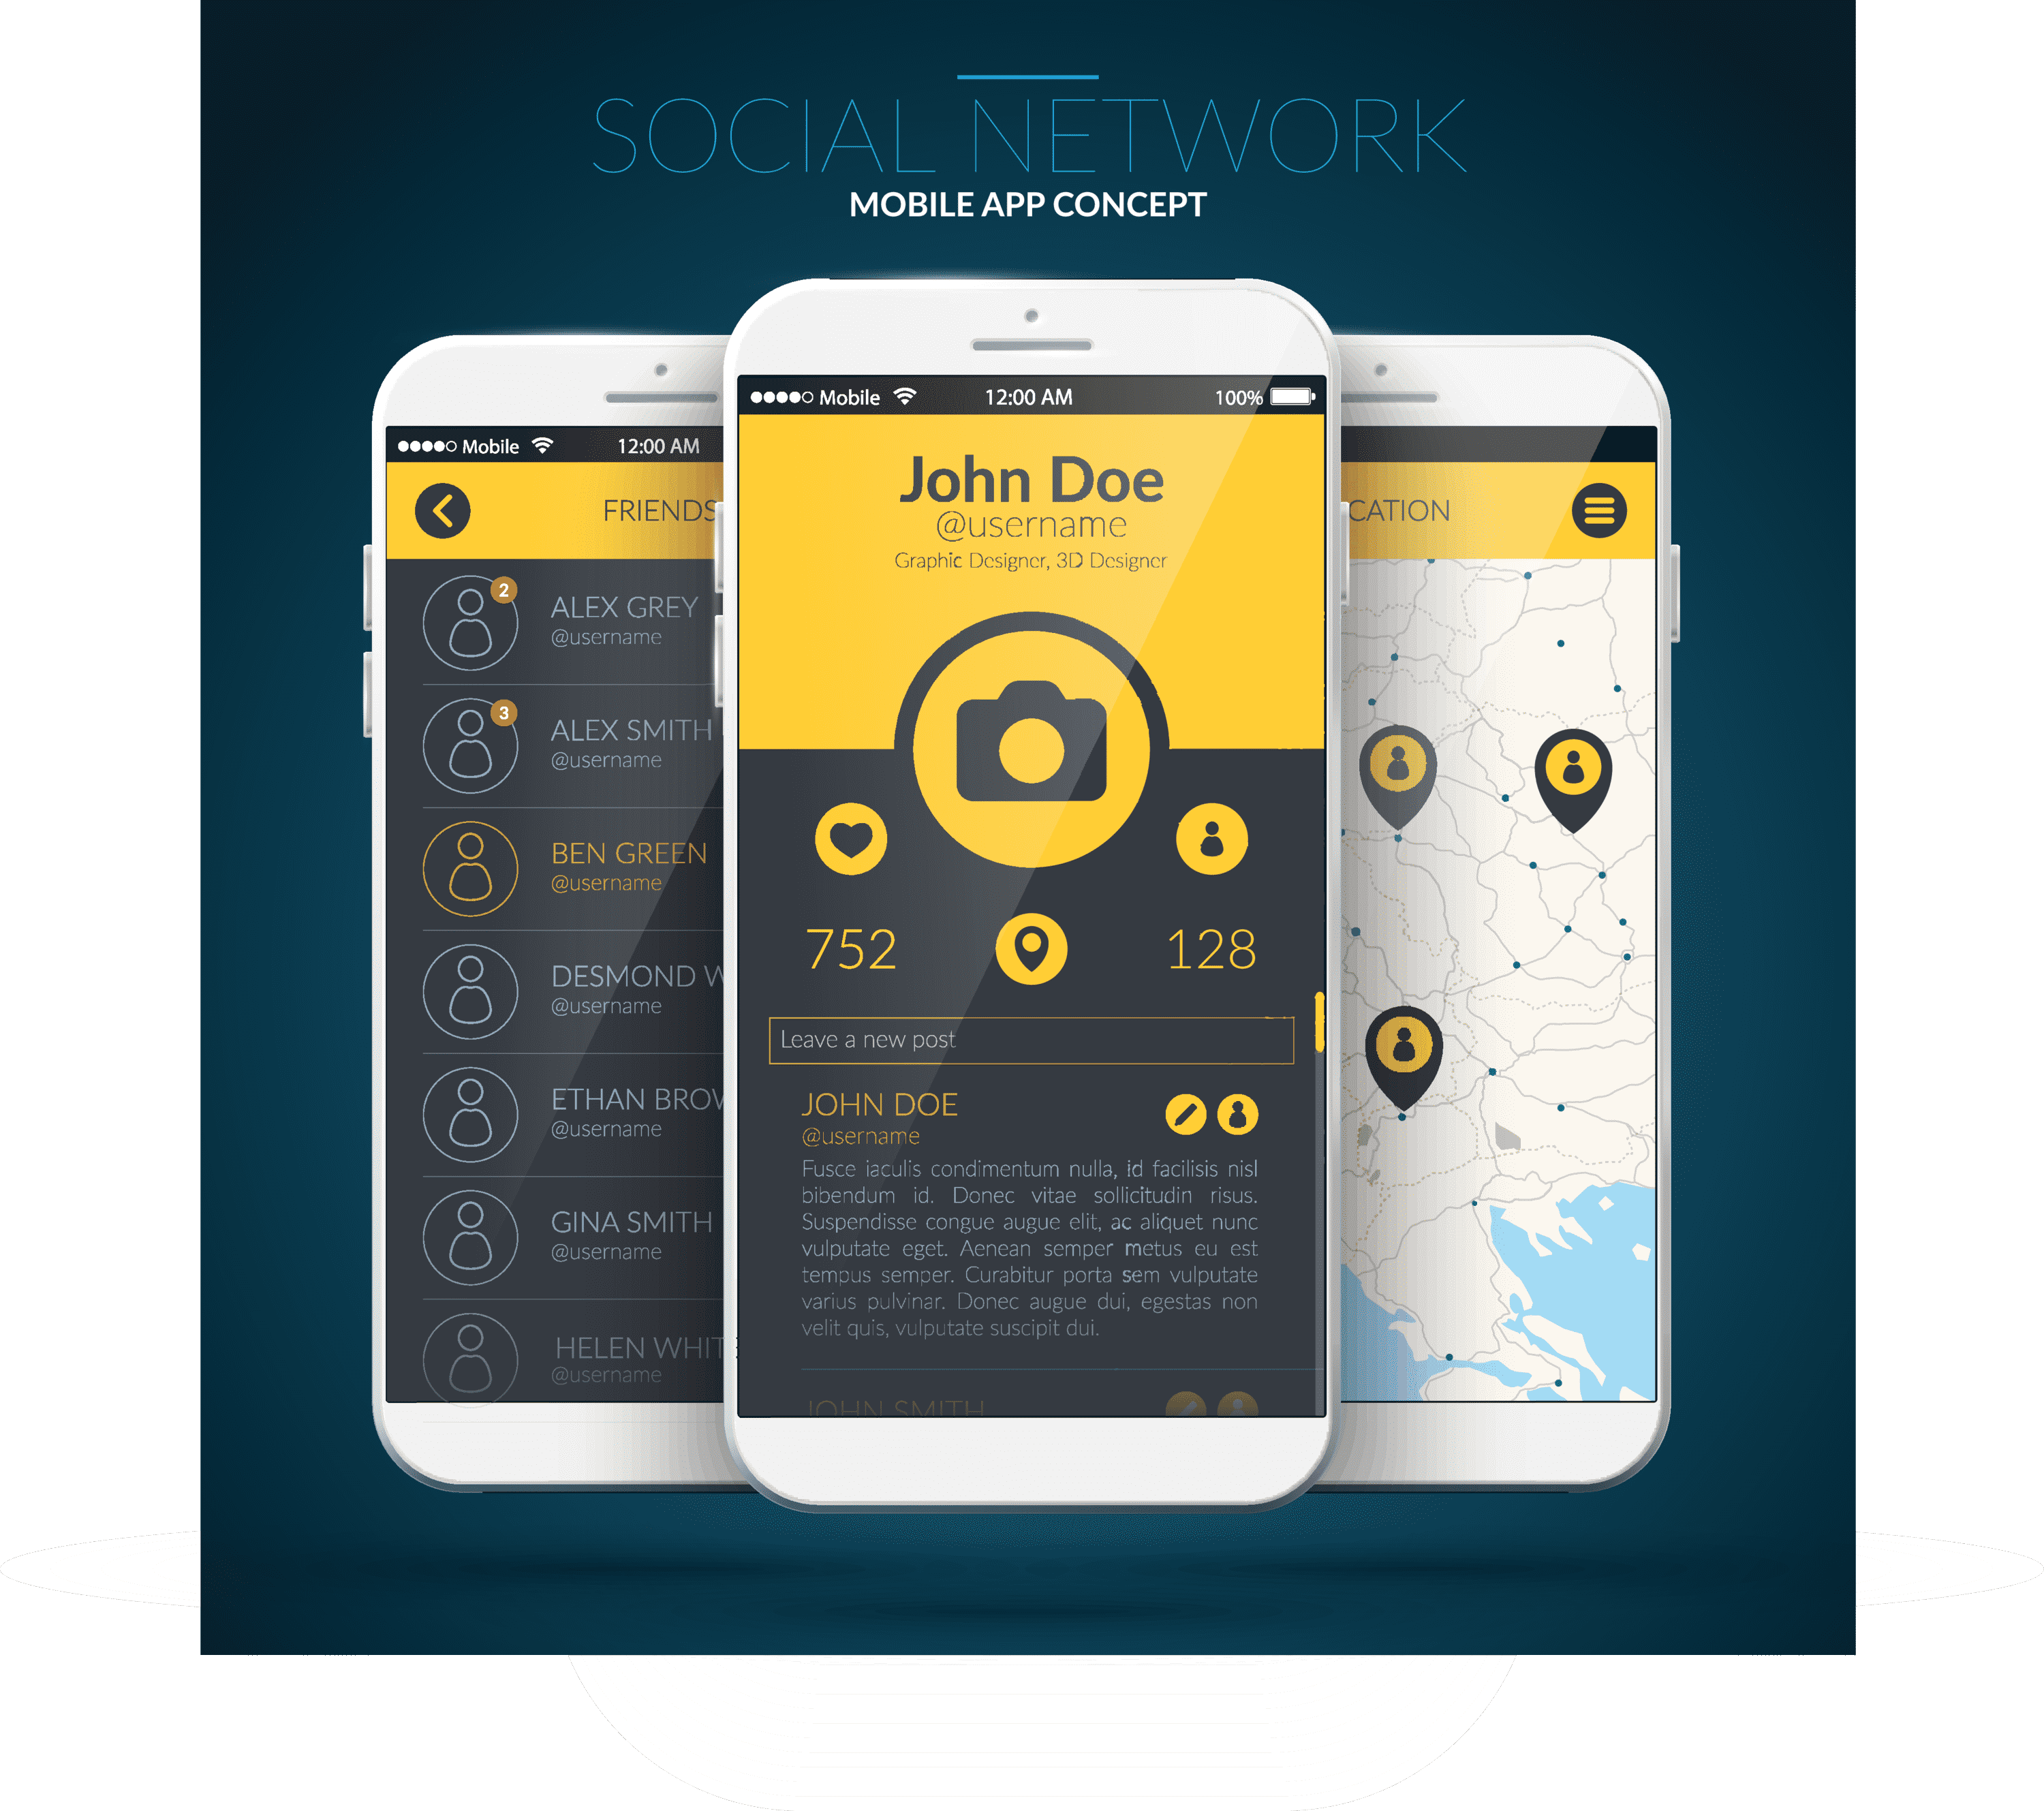 SOCIAL NETWORK
MOBILE APP CONCEPT
Mobile 12:00 AM
FRIENDS
2
ALEX GREY
@username
3
ALEX SMITH
@username
BEN GREEN
@username
DESMOND W
@username
ETHAN BROW
@username
GINA SMITH
@username
HELEN WHIT
@username
Mobile 12:00 AM 100%
John Doe
@username
Graphic Designer, 3D Designer
752 128
Leave a new post
JOHN DOE
@username
Fusce iaculis condimentum nulla, id facilisis nisl
bibendum id. Donec vitae sollicitudin risus.
Suspendisse congue augue elit, ac aliquet nunc
vulputate eget. Aenean semper metus eu est
tempus semper. Curabitur porta sem vulputate
varius pulvinar. Donec augue dui, egestas non
velit quis, vulputate suscipit dui.
JOHN SMITH
CATION